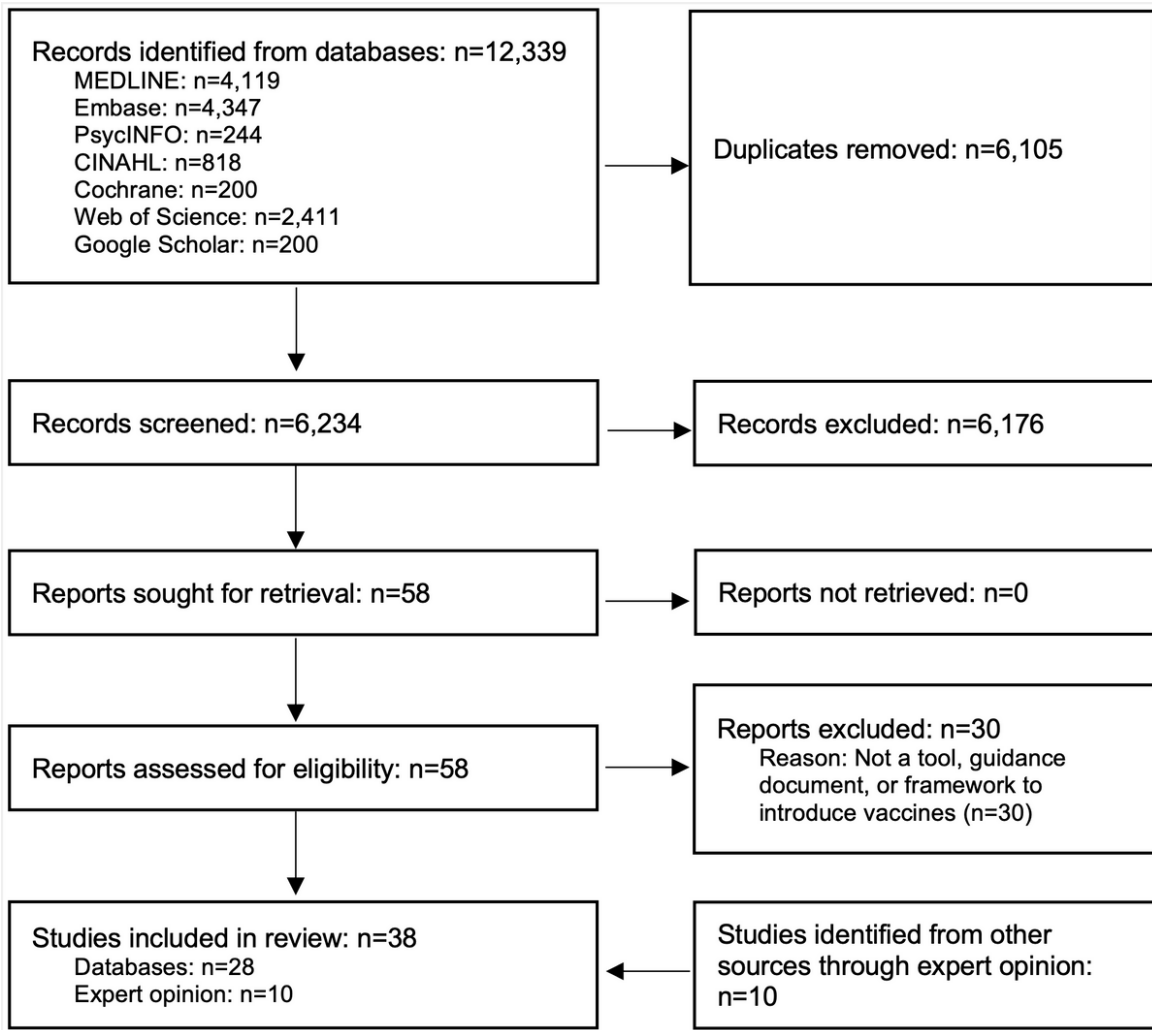 Records identified from databases: n=12,339
MEDLINE: n=4,119
Embase: n=4,347
PsycINFO: n=244
CINAHL: n=818
Cochrane: n=200
Web of Science: n=2,411
Google Scholar: n=200
Duplicates removed: n=6,105
Records screened: n=6,234
Records excluded: n=6,176
Reports sought for retrieval: n=58
Reports not retrieved: n=0
Reports assessed for eligibility: n=58
Reports excluded: n=30
Reason: Not a tool, guidance
document, or framework to
introduce vaccines (n=30)
Studies included in review: n=38
Databases: n=28
Expert opinion: n=10
Studies identified from other
sources through expert opinion:
n=10